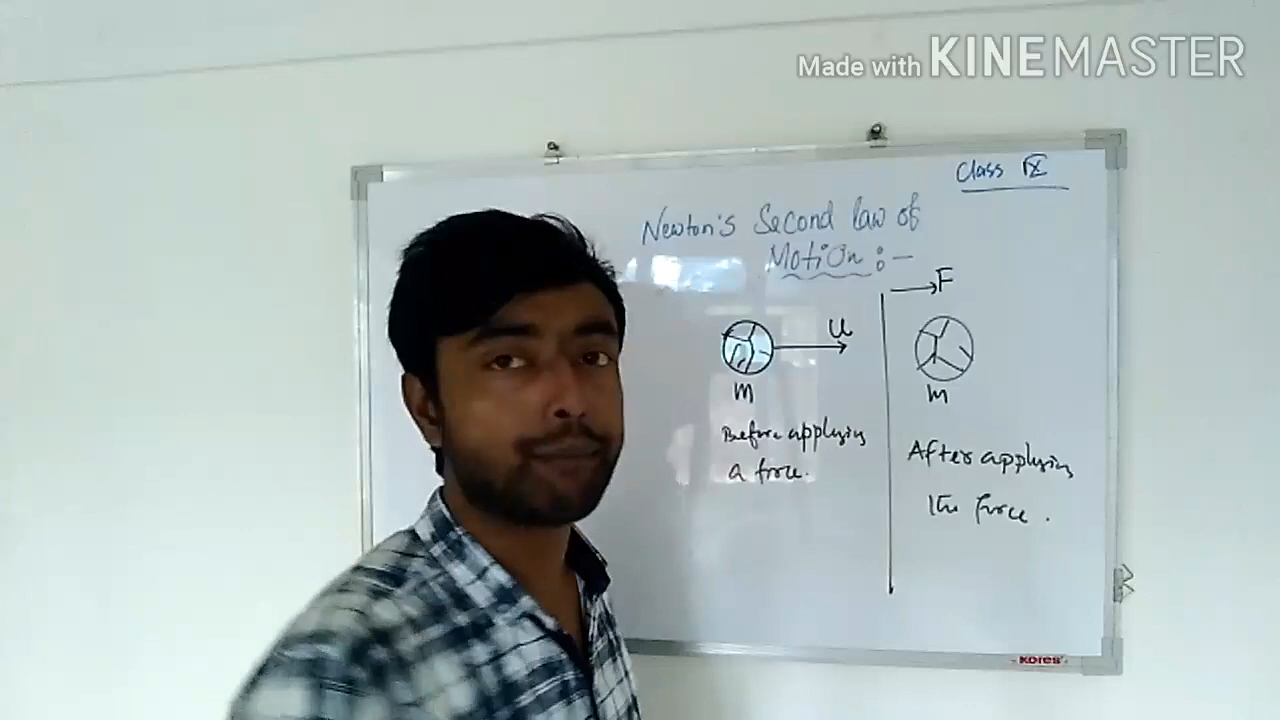 Made with KINEMASTER
Class IX
Newton's Second law of
Motion :-
F
u
m
m
Before applying
a force.
After applying
the force.
KORES